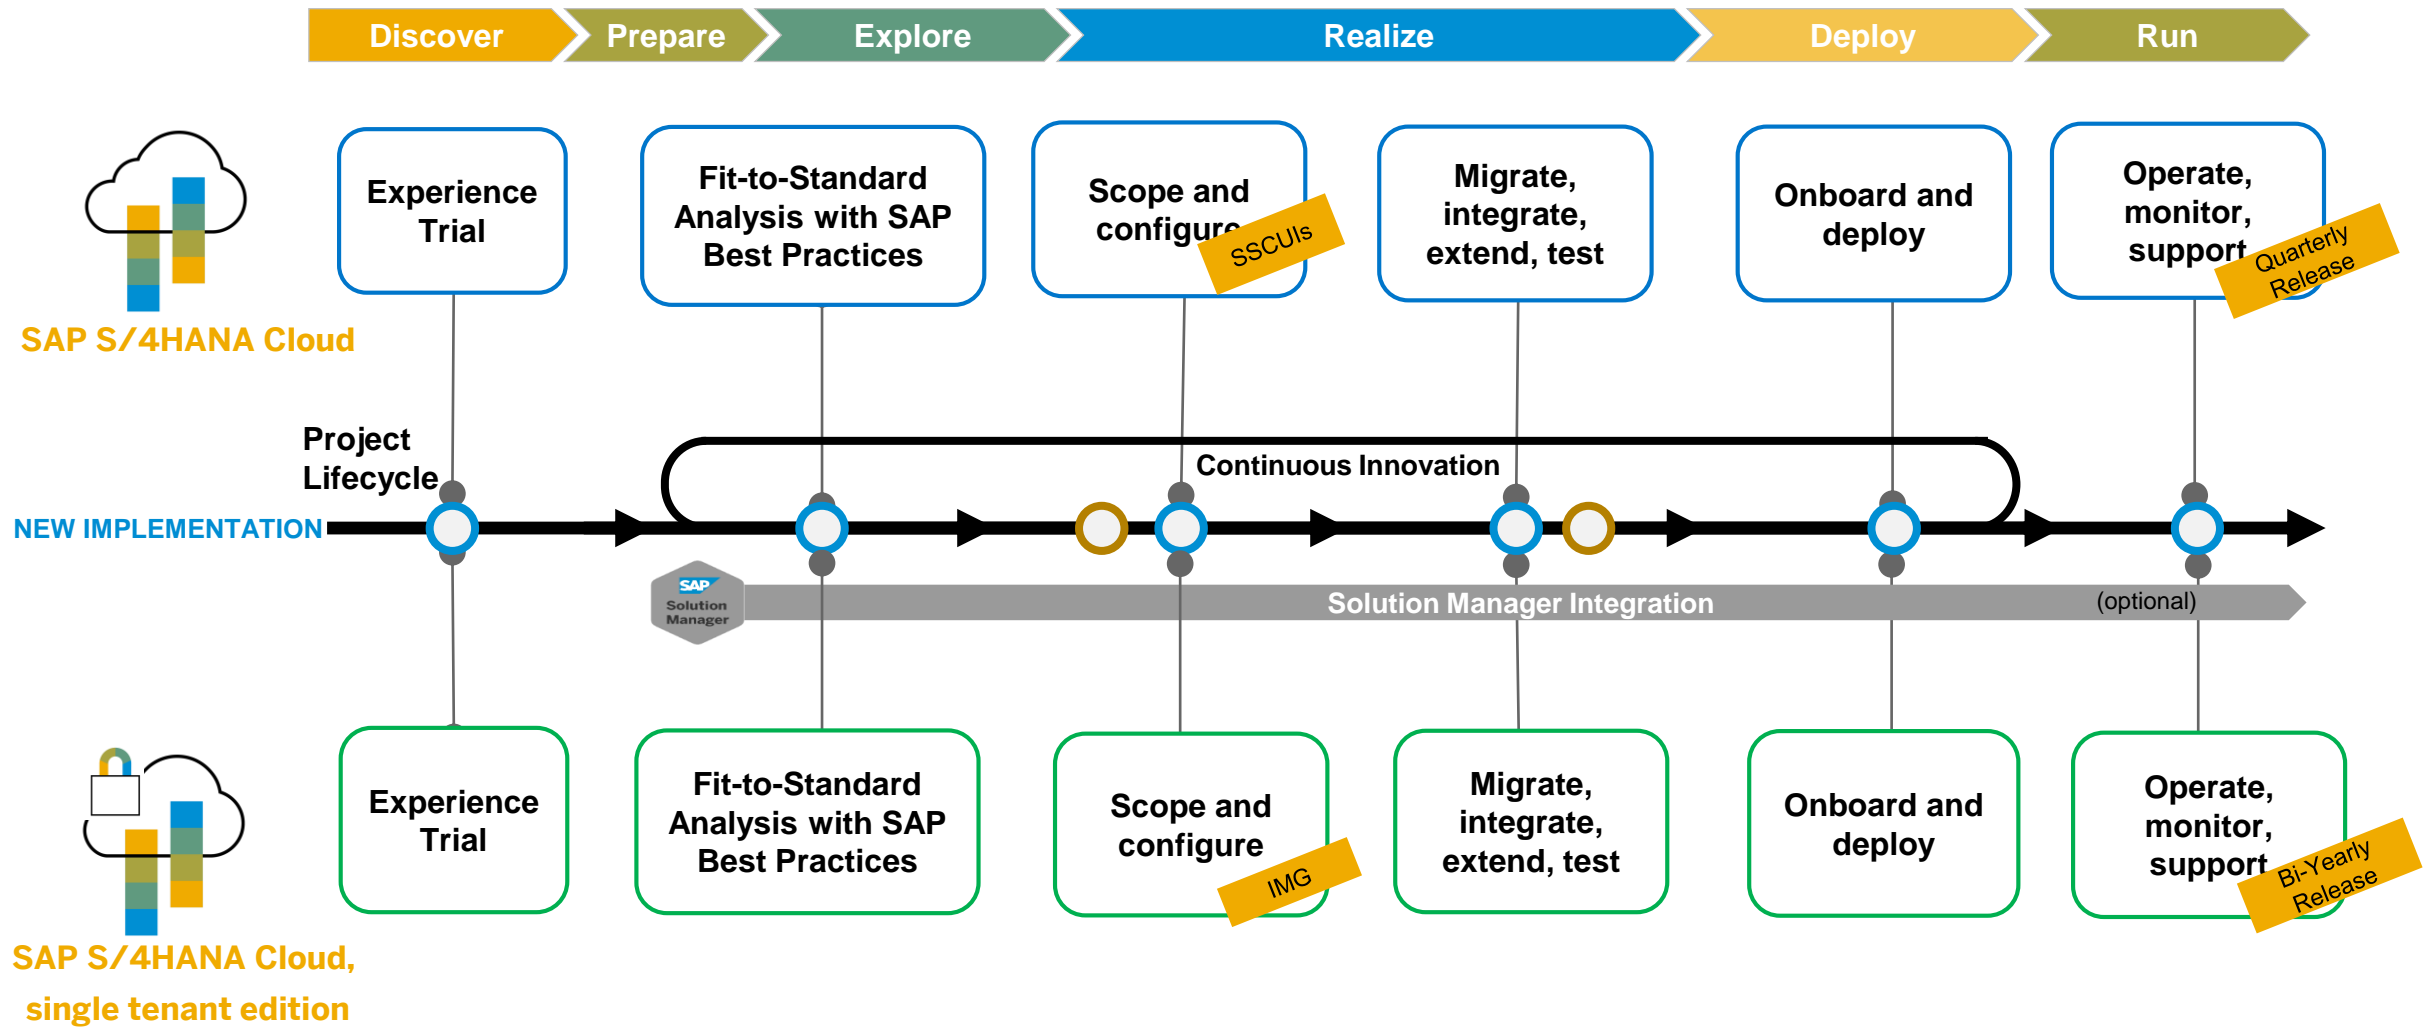 Discover
Prepare
Explore
Realize
Deploy
Run
Experience
Trial
Fit-to-Standard
Analysis with SAP
Best Practices
Scope and
configure
SSCUIs
Migrate,
integrate,
extend, test
Onboard and
deploy
Operate,
monitor,
support
Quarterly
Release
SAP S/4HANA Cloud
Project
Lifecycle
Continuous Innovation
NEW IMPLEMENTATION
SAP
Solution
Manager
Solution Manager Integration
(optional)
Experience
Trial
Fit-to-Standard
Analysis with SAP
Best Practices
Scope and
configure
IMG
Migrate,
integrate,
extend, test
Onboard and
deploy
Operate,
monitor,
support
Bi-Yearly
Release
SAP S/4HANA Cloud,
single tenant edition